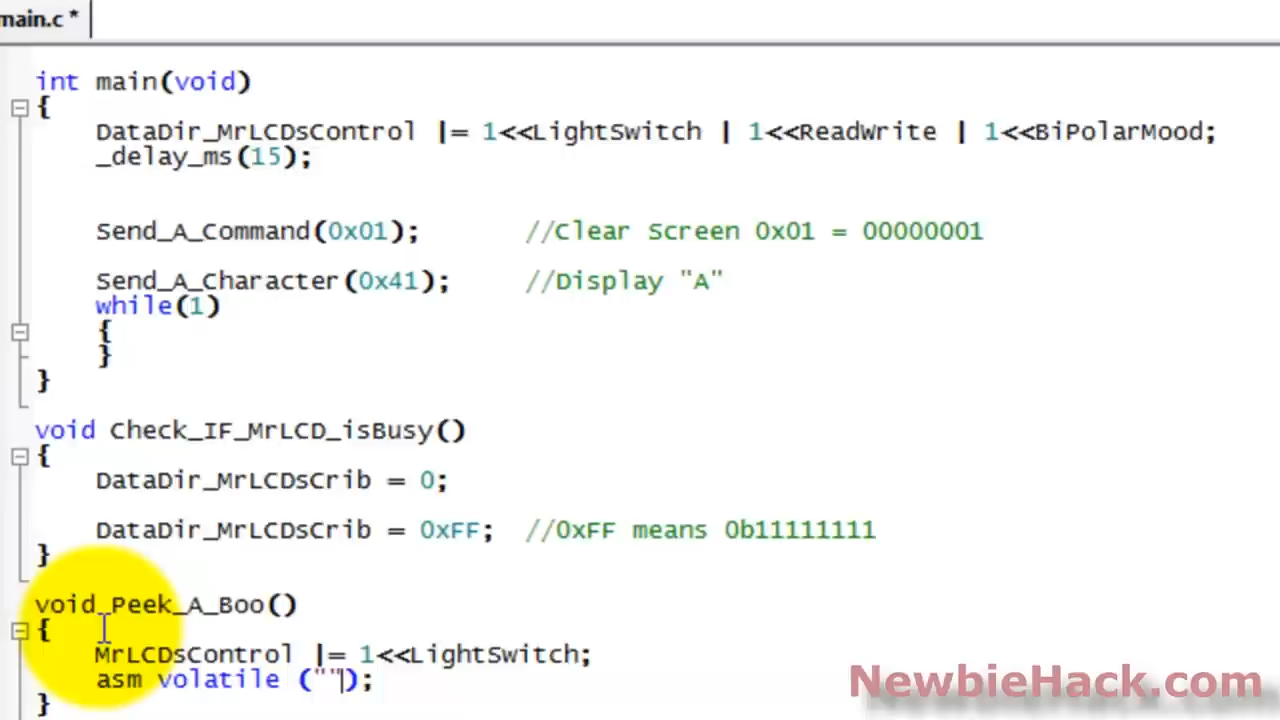 main.c *
int main(void)
{
DataDir_MrLCDsControl |= 1<<LightSwitch | 1<<ReadWrite | 1<<BiPolarMood;
_delay_ms(15);
Send_A_Command(0x01); //Clear Screen 0x01 = 00000001
Send_A_Character(0x41); //Display "A"
while(1)
{
}
}
void Check_IF_MrLCD_isBusy()
{
DataDir_MrLCDsCrib = 0;
DataDir_MrLCDsCrib = 0xFF; //0xFF means 0b11111111
}
void Peek_A_Boo()
{
MrLCDsControl |= 1<<LightSwitch;
asm volatile ("");
}
NewbieHack.com